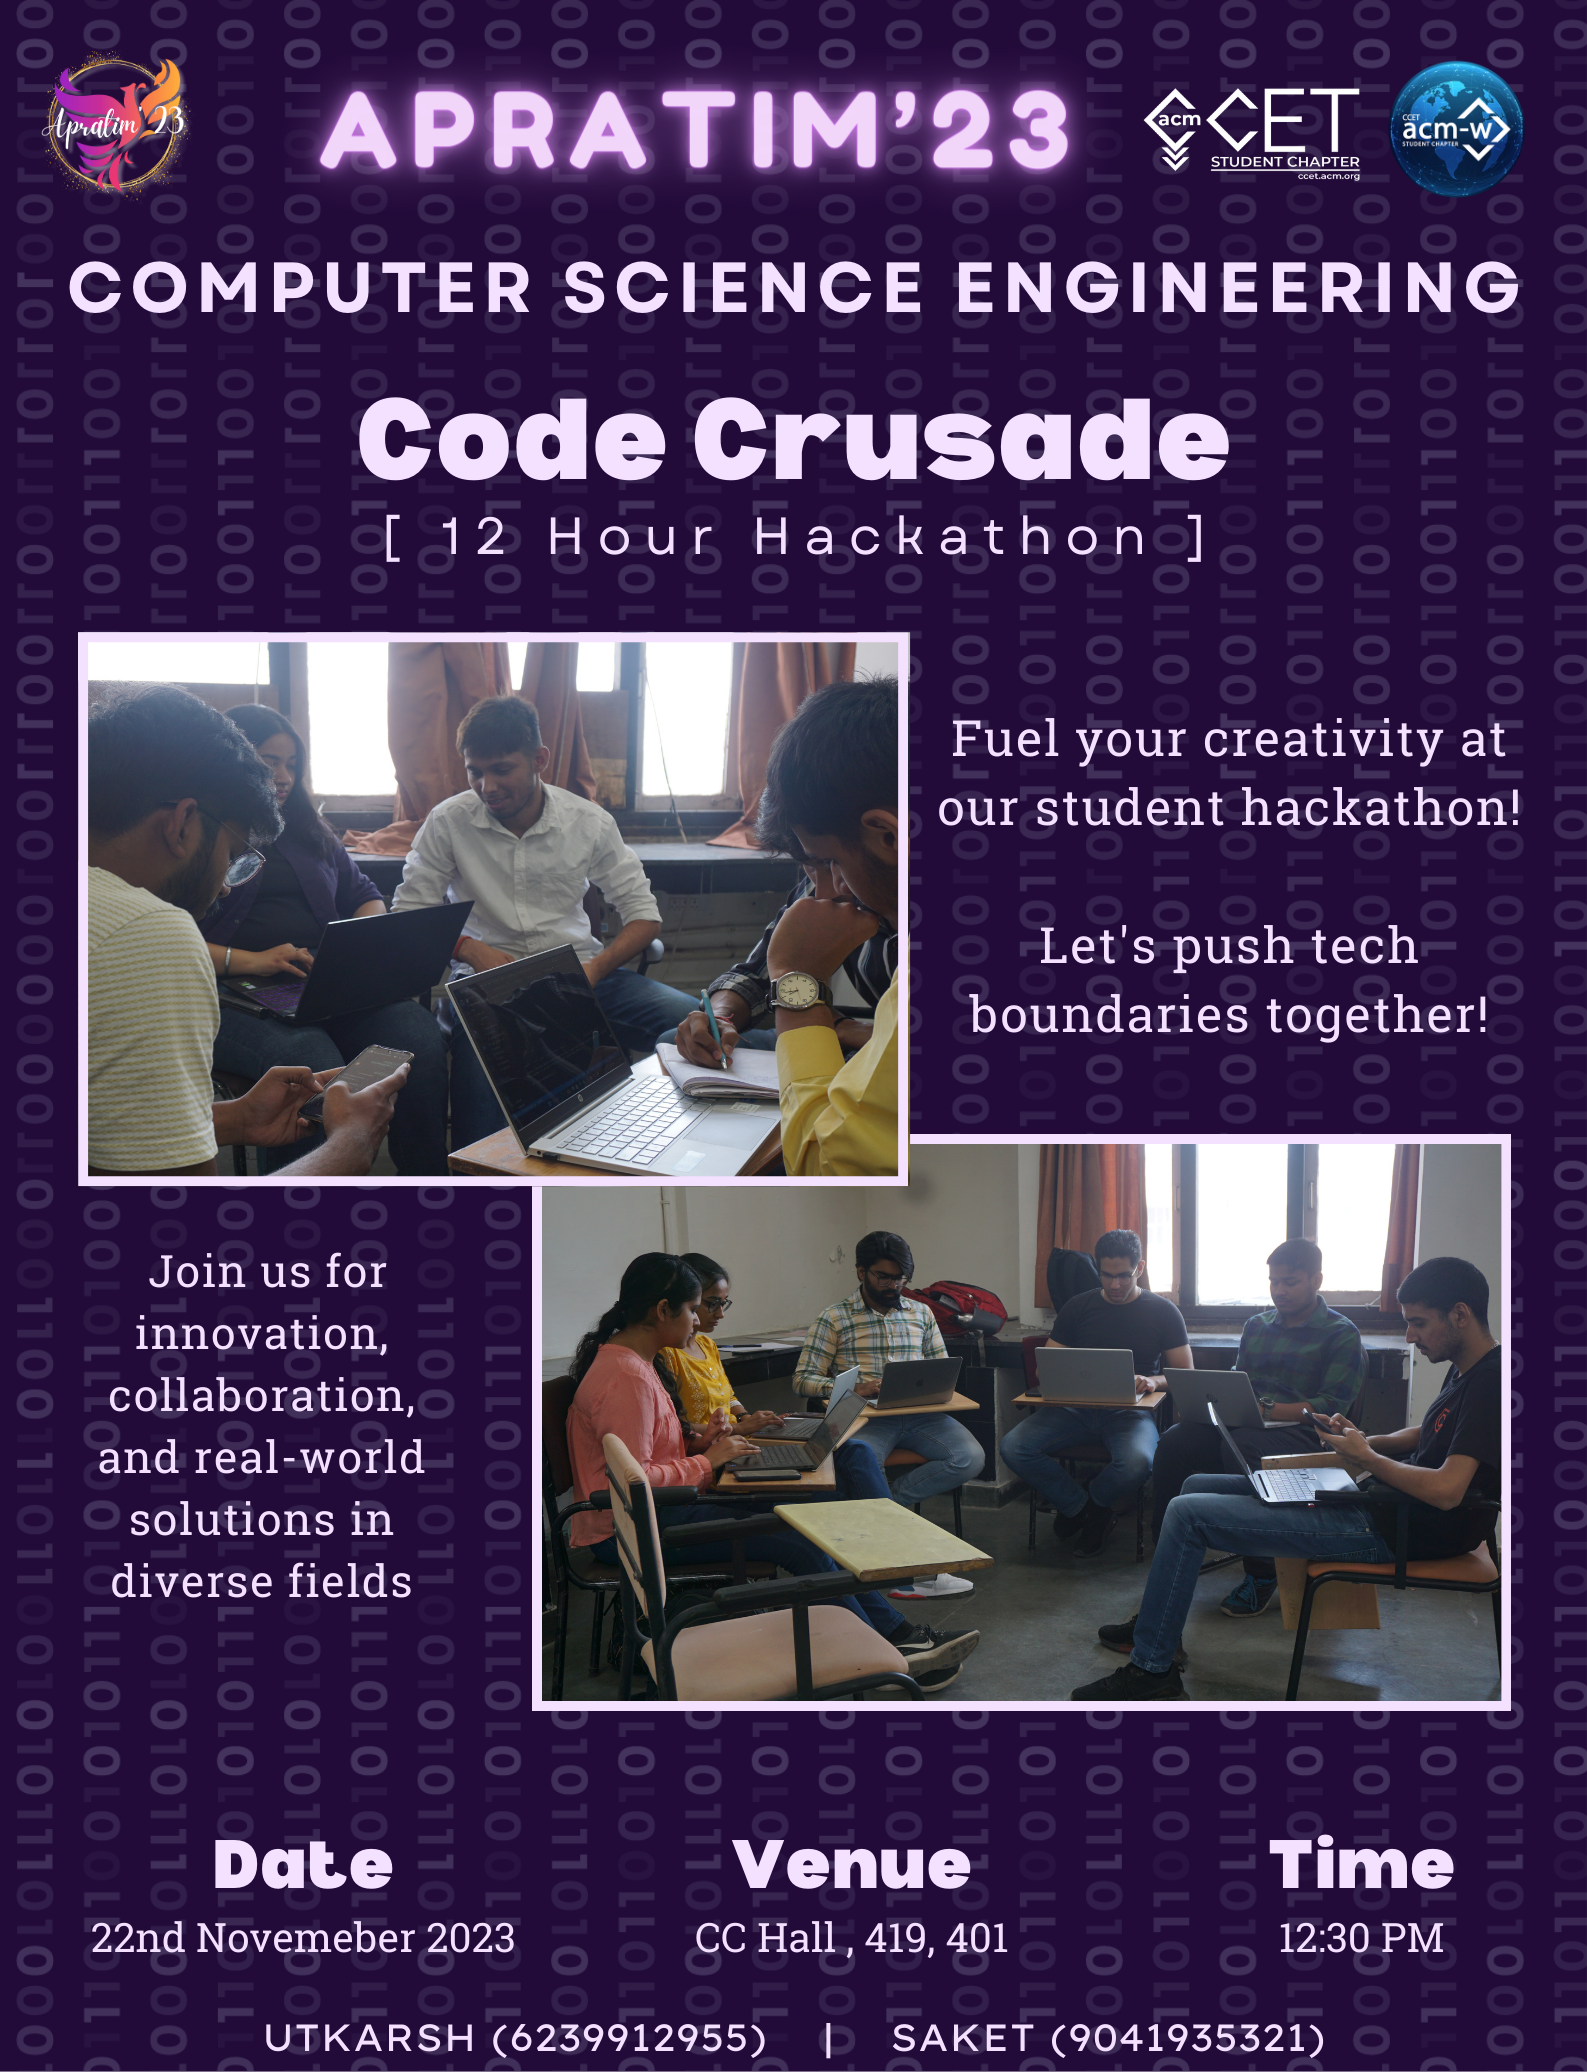 Apratim'23
APRATIM'23
acm CCET
STUDENT CHAPTER
ccet.acm.org
CCET
acm-w
STUDENT CHAPTER
COMPUTER SCIENCE ENGINEERING
Code Crusade
[ 12 Hour Hackathon ]
Fuel your creativity at
our student hackathon!
Let's push tech
boundaries together!
Join us for
innovation,
collaboration,
and real-world
solutions in
diverse fields
Date
22nd Novemeber 2023
Venue
CC Hall , 419, 401
Time
12:30 PM
UTKARSH (6239912955) | SAKET (9041935321)